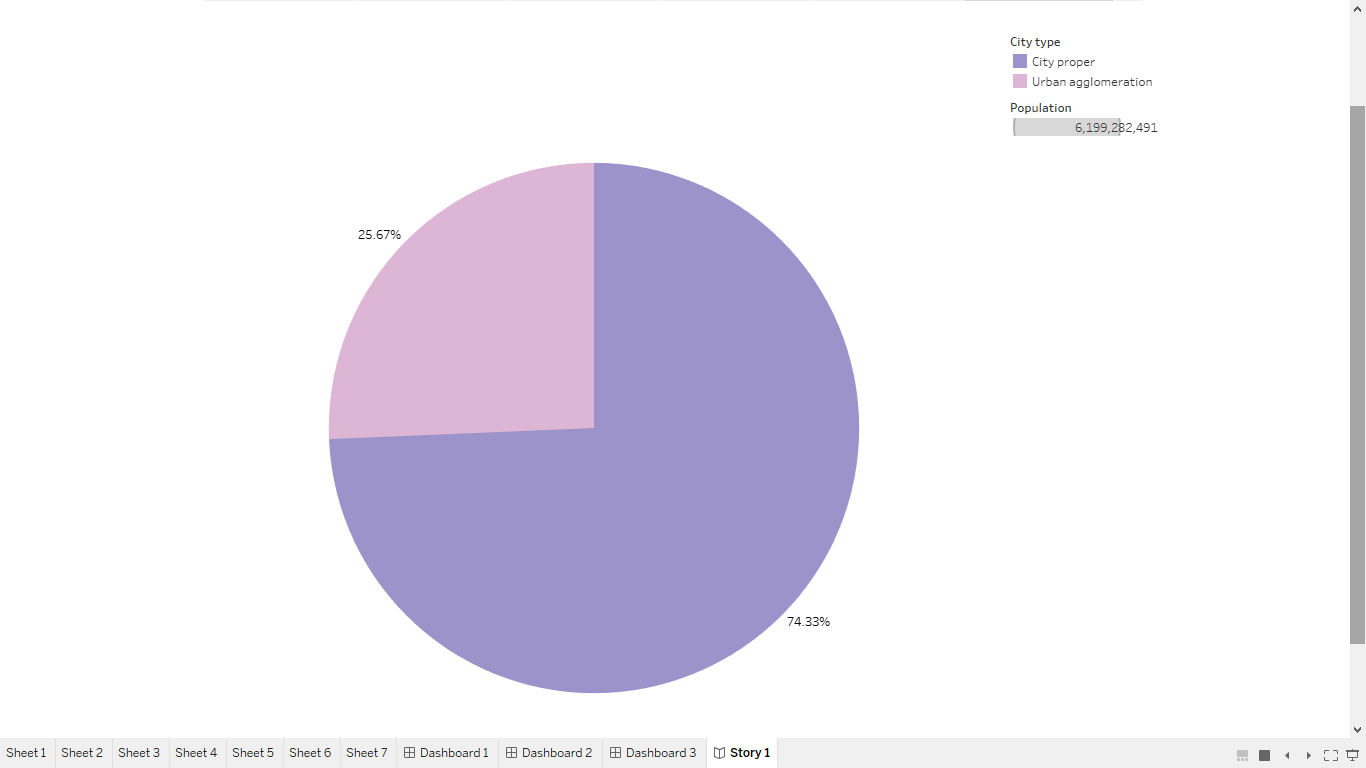 City type
City proper
Urban agglomeration
Population
6,199,282,491
25.67%
74.33%
Sheet 1 Sheet 2 Sheet 3 Sheet 4 Sheet 5 Sheet 6 Sheet 7 Dashboard 1 Dashboard 2 Dashboard 3 Story 1